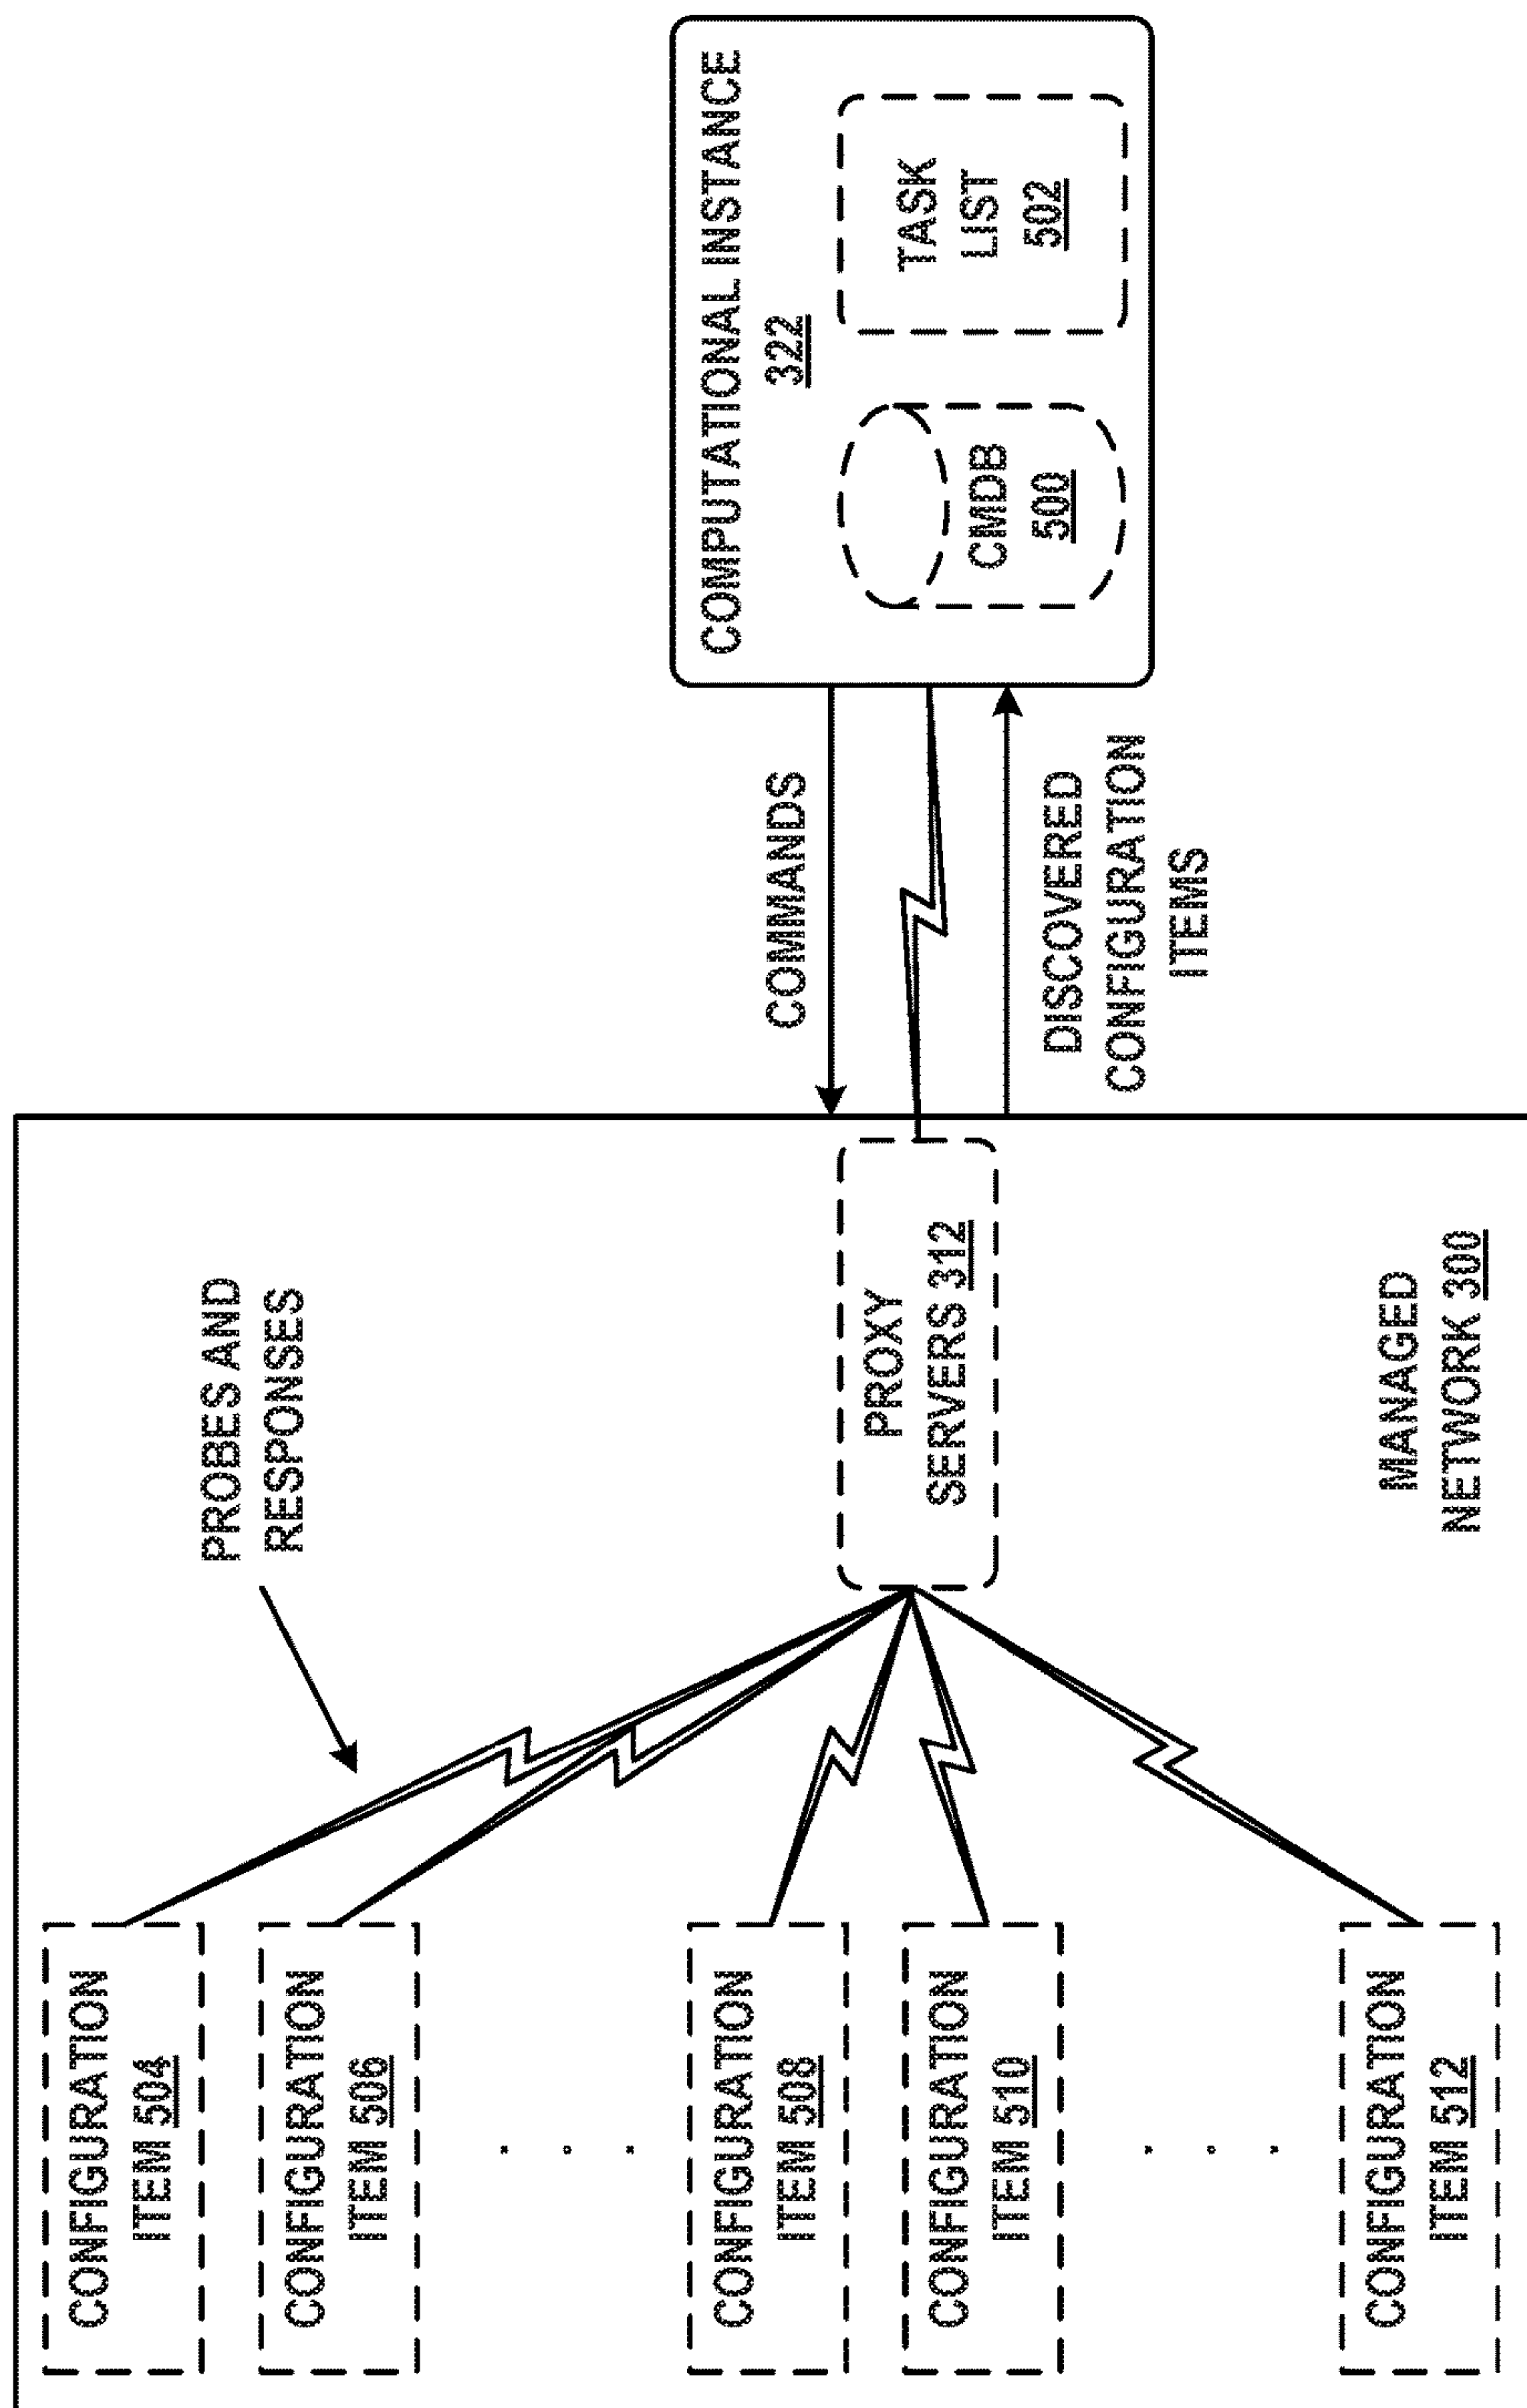 COMPUTATIONAL INSTANCE
322
CMDB
500
TASK
LIST
502
COMMANDS
DISCOVERED
CONFIGURATION
ITEMS
PROBES AND
RESPONSES
PROXY
SERVERS 312
MANAGED
NETWORK 300
CONFIGURATION
ITEM 504
CONFIGURATION
ITEM 506
CONFIGURATION
ITEM 508
CONFIGURATION
ITEM 510
CONFIGURATION
ITEM 512